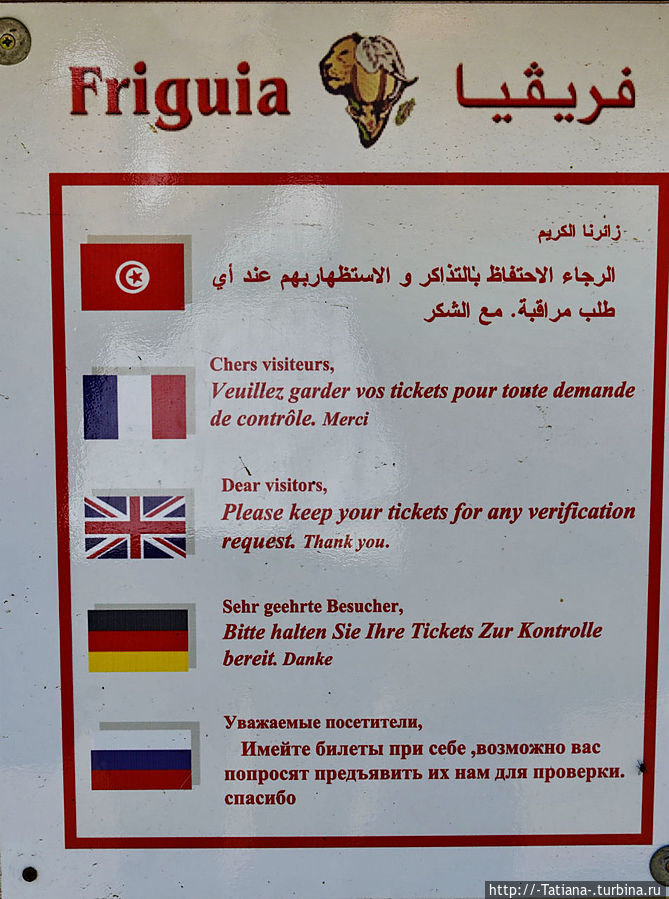 Friguia فريڤيا
زائرنا الكريم
الرجاء الاحتفاظ بالتذاكر و الاستظهاربهم عند أي
طلب مراقبة. مع الشكر
Chers visiteurs,
Veuillez garder vos tickets pour toute demande
de contrôle. Merci
Dear visitors,
Please keep your tickets for any verification
request. Thank you.
Sehr geehrte Besucher,
Bitte halten Sie Ihre Tickets Zur Kontrolle
bereit. Danke
Уважаемые посетители,
Имейте билеты при себе ,возможно вас
попросят предъявить их нам для проверки.
спасибо
http://-Tatiana-.turbina.ru